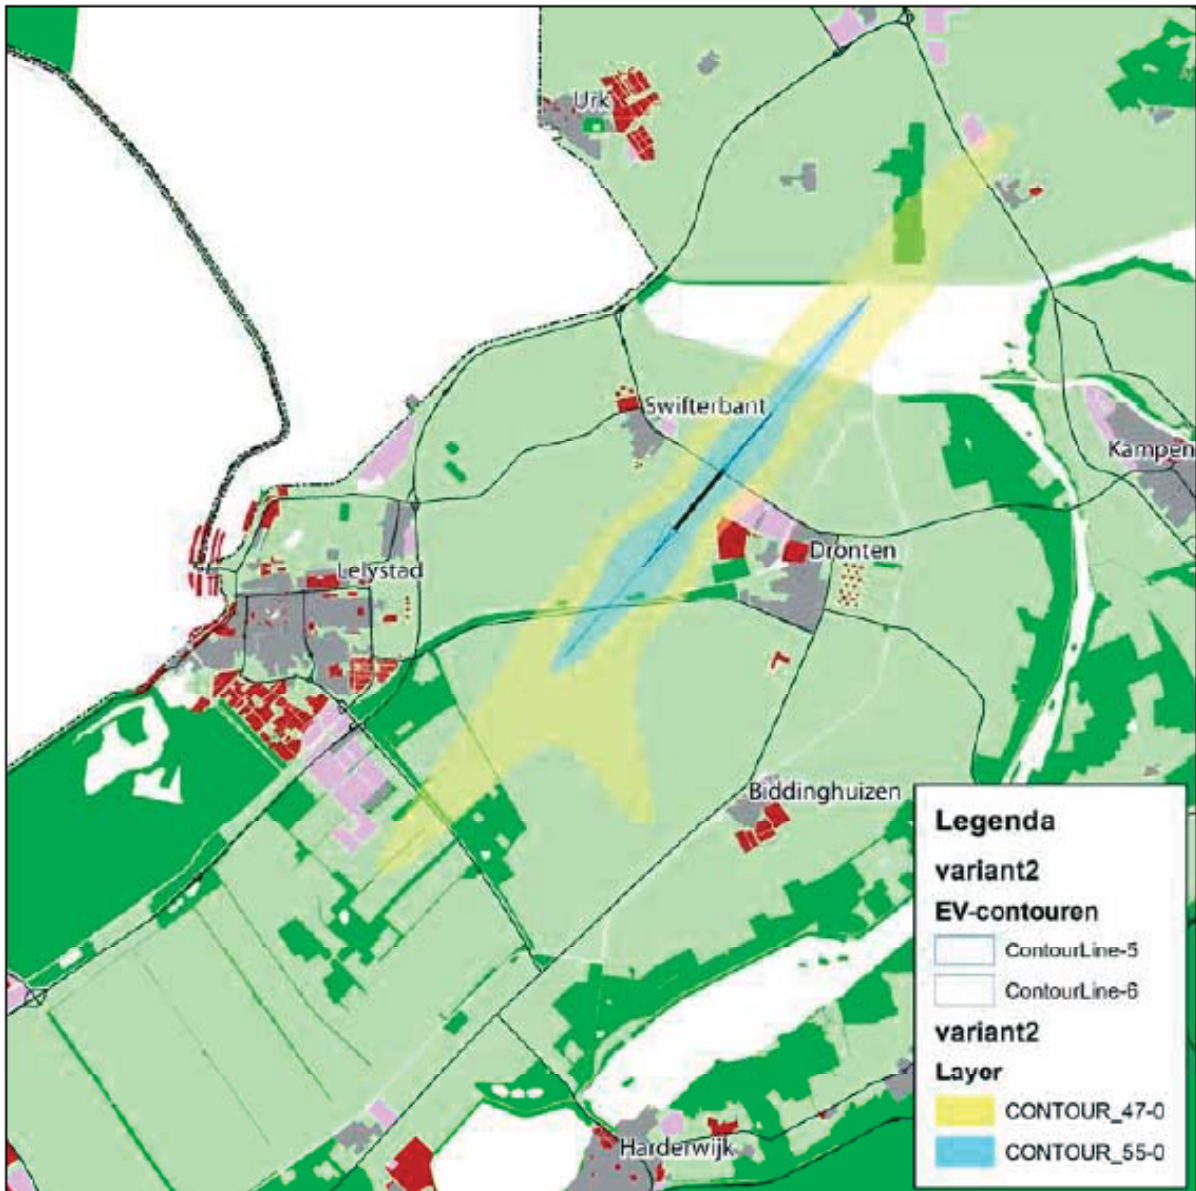 Urk
Swifterbant
Kampen
Dronten
Lelystad
Biddinghuizen
Harderwijk
Legenda
variant2
EV-contouren
ContourLine-5
ContourLine-6
variant2
Layer
CONTOUR_47-0
CONTOUR_55-0